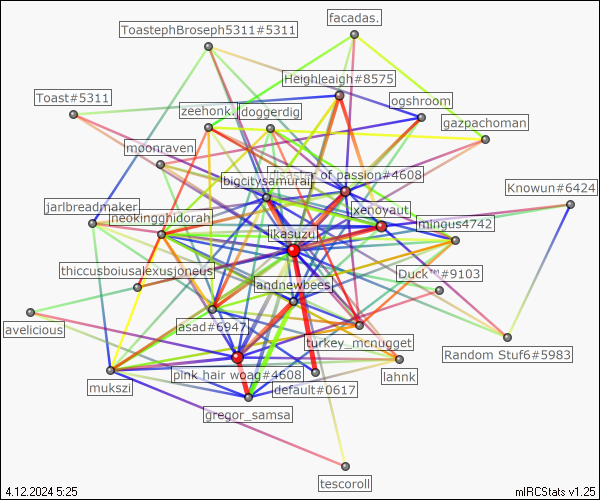 facadas.
ToastephBroseph5311#5311
Heighleaigh#8575
Toast#5311
ogshroom
zeehonk.
doggerdig
gazpachoman
moonraven
disaster of passion#4608
bigcitysamurai
Knowun#6424
jarlbreadmaker
xenoyaut
neokingghidorah
mingus4742
ikasuzu
thiccusboiusalexusjoneus
Duck™#9103
landnewbees
avelicious
jasad#6947
turkey_mcnugget
Random Stuf6#5983
pink hair woag#4608
lahnk
mukszi
default#0617
gregor_samsa
tescoroll
4.12.2024 5:25
mIRCStats v1.25